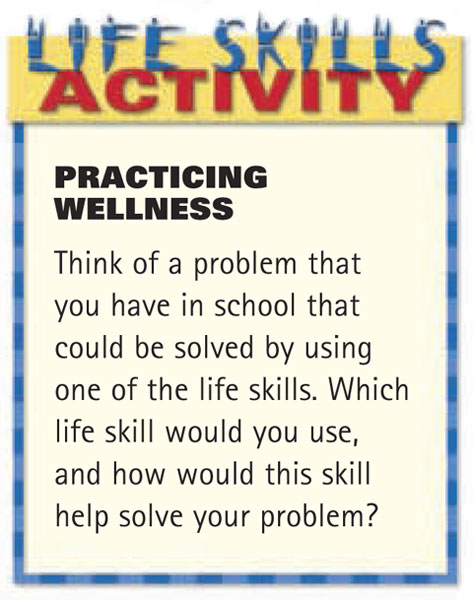 LIFE SKILLS
ACTIVITY
PRACTICING
WELLNESS
Think of a problem that
you have in school that
could be solved by using
one of the life skills. Which
life skill would you use,
and how would this skill
help solve your problem?